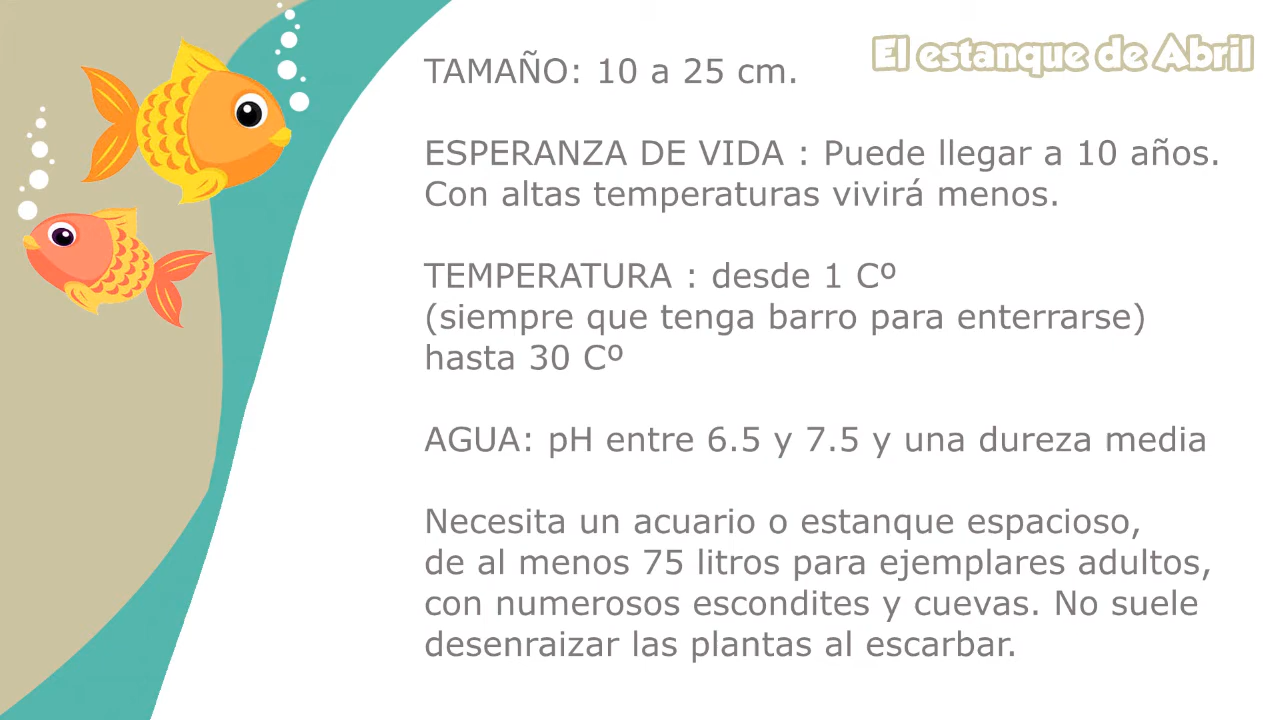 El estanque de Abril
TAMAÑO: 10 a 25 cm.
ESPERANZA DE VIDA : Puede llegar a 10 años.
Con altas temperaturas vivirá menos.
TEMPERATURA : desde 1 Cº
(siempre que tenga barro para enterrarse)
hasta 30 Cº
AGUA: pH entre 6.5 y 7.5 y una dureza media
Necesita un acuario o estanque espacioso,
de al menos 75 litros para ejemplares adultos,
con numerosos escondites y cuevas. No suele
desenraizar las plantas al escarbar.